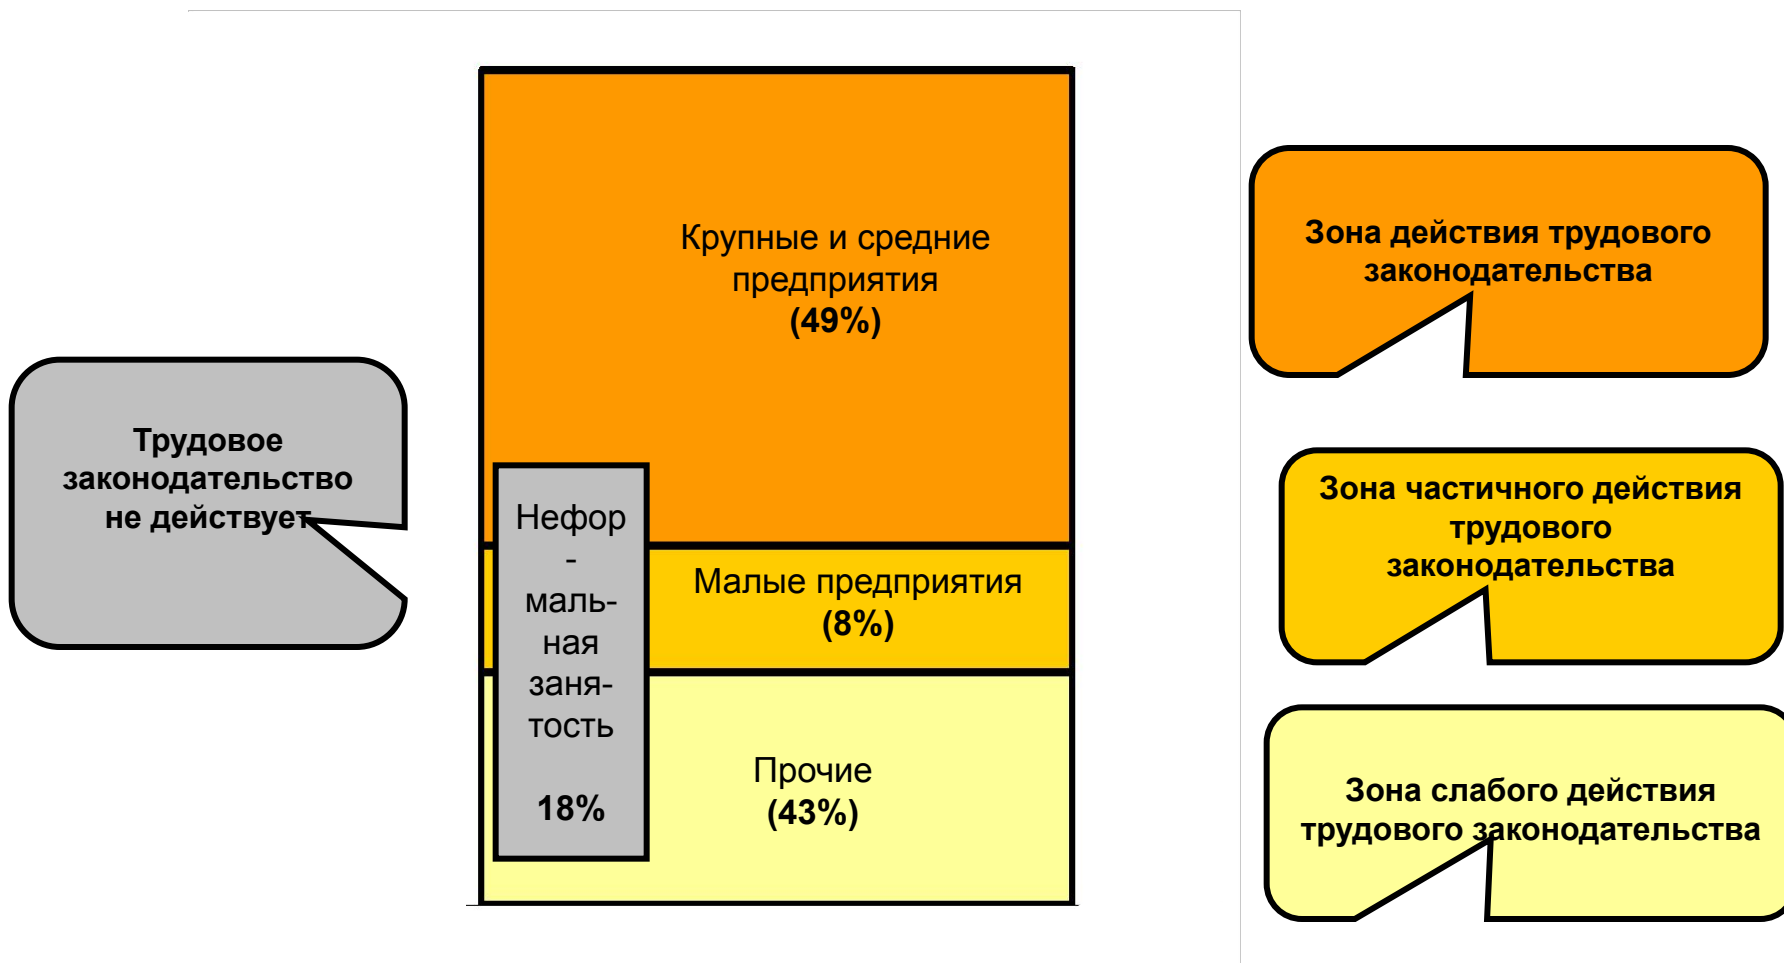 Крупные и средние
предприятия
(49%)
Зона действия трудового
законодательства
Трудовое
законодательство
не действует
Нефор
-
маль-
ная
заня-
тость
18%
Малые предприятия
(8%)
Зона частичного действия
трудового
законодательства
Прочие
(43%)
Зона слабого действия
трудового законодательства